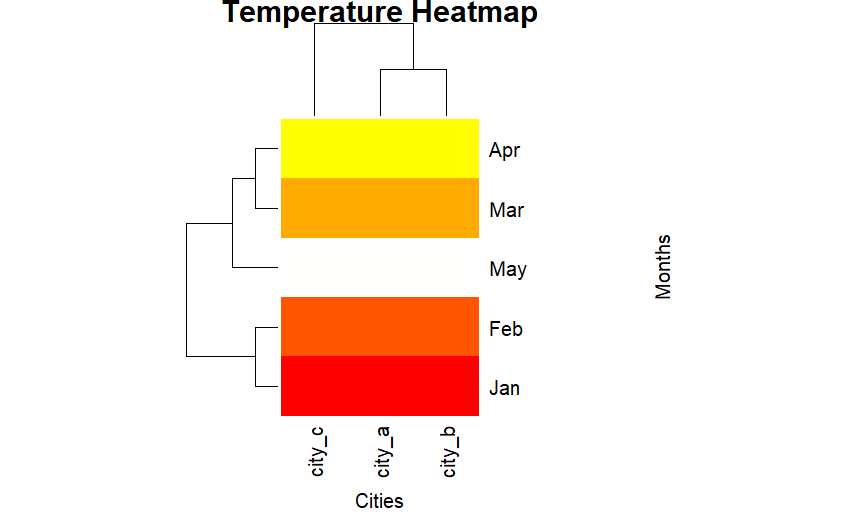 Temperature Heatmap
Apr
Mar
May
Feb
Jan
Months
city_c
city_a
city_b
Cities